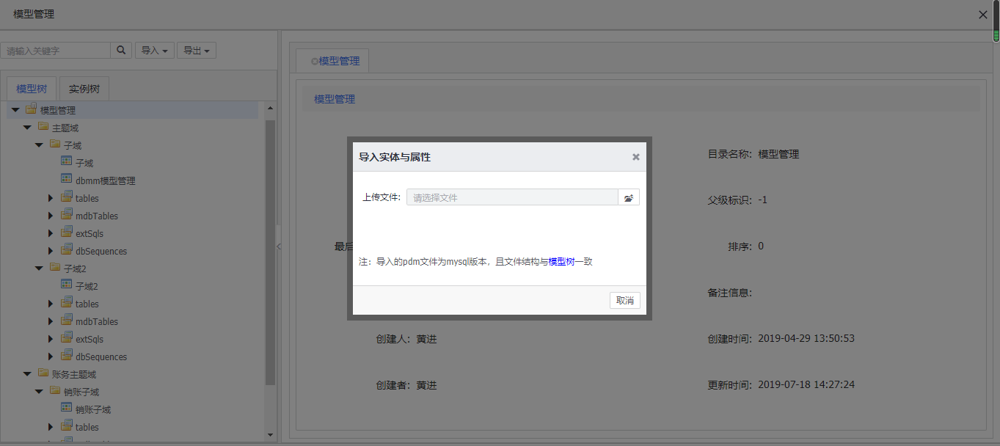 模型管理
请输入关键字
导入
导出
模型树
实例树
模型管理
主题域
子域
子域
dbmm模型管理
tables
mdbTables
extSqls
dbSequences
子域2
子域2
tables
mdbTables
extSqls
dbSequences
账务主题域
销账子域
销账子域
tables
模型管理
模型管理
目录名称: 模型管理
父级标识: -1
最后
排序: 0
备注信息:
创建人: 黄进
创建时间: 2019-04-29 13:50:53
创建者: 黄进
更新时间: 2019-07-18 14:27:24
导入实体与属性
上传文件:
请选择文件
注：导入的pdm文件为mysql版本，且文件结构与模型树一致
取消